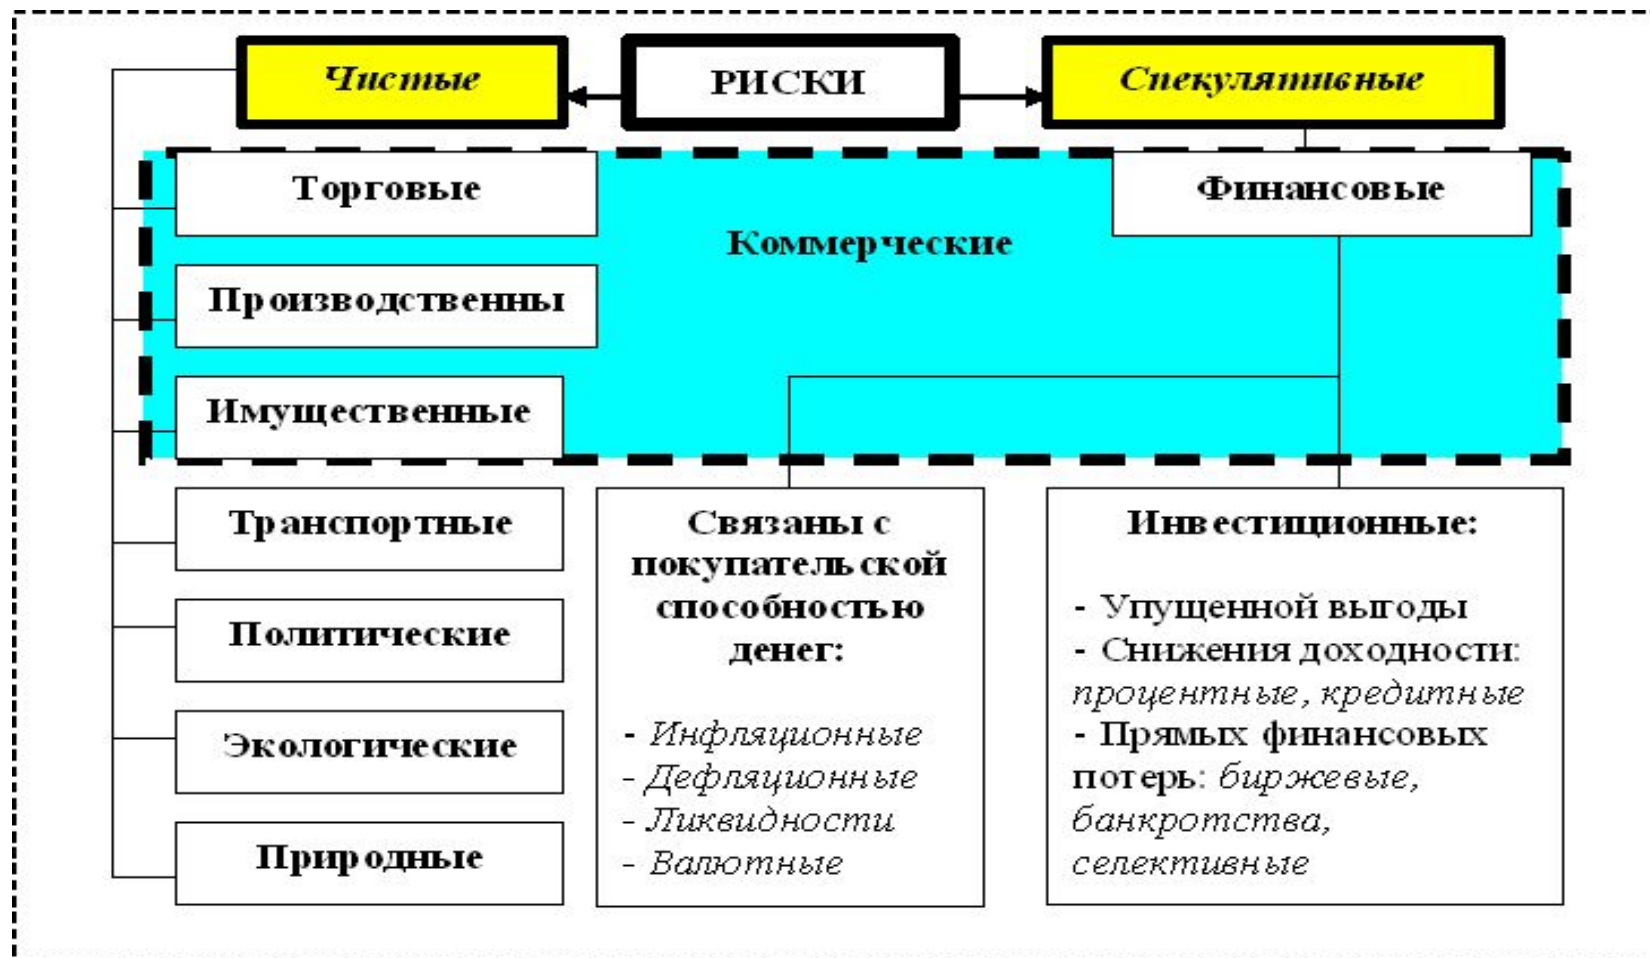 Чистые
РИСКИ
Спекулятивные
Торговые
Финансовые
Коммерческие
Производственны
Имущественные
Транспортные
Политические
Экологические
Природные
Связаны с
покупательской
способностью
денег:
- Инфляционные
- Дефляционные
- Ликвидности
- Валютные
Инвестиционные:
- Упущенной выгоды
- Снижения доходности:
процентные, кредитные
- Прямых финансовых
потерь: биржевые,
банкротства,
селективные